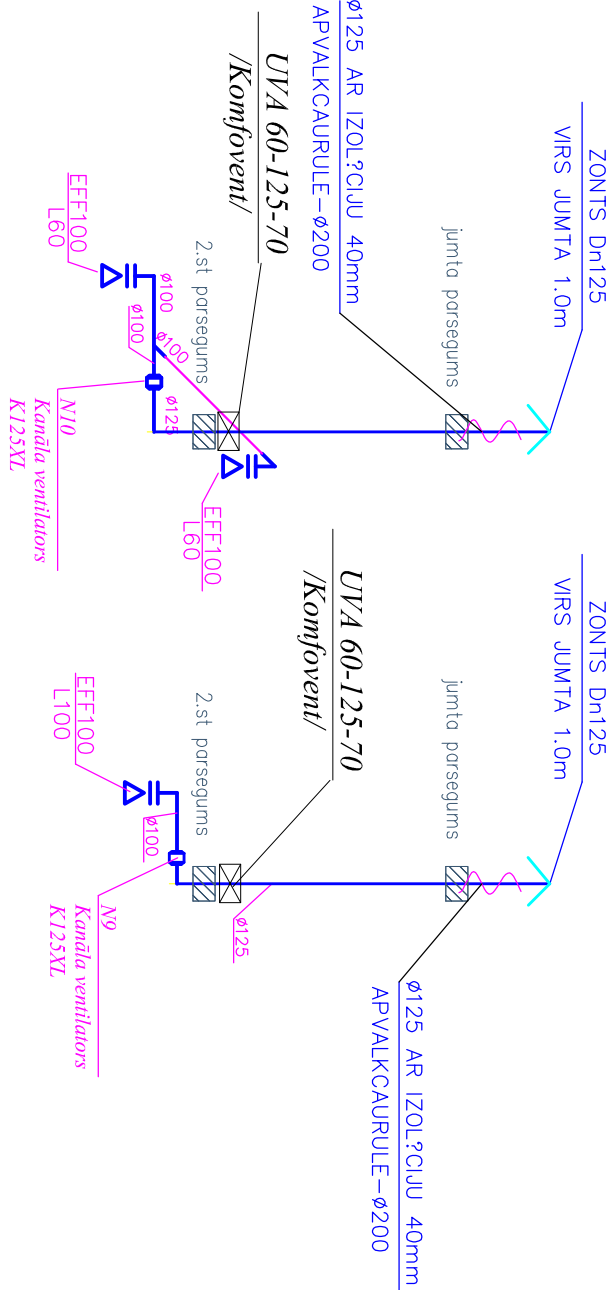 ZONTS Dn125
VIRS JUMTA 1.0m
ø125 AR IZOL?CIJU 40mm
APVALKCAURULE-ø200
jumta parsegums
UVA 60-125-70
/Komfovent/
2.st parsegums
EFF100
L60
ø100
ø100
ø100
ø125
EFF100
L60
N10
Kanāla ventilators
K125XL
ZONTS Dn125
VIRS JUMTA 1.0m
jumta parsegums
ø125 AR IZOL?CIJU 40mm
APVALKCAURULE-ø200
UVA 60-125-70
/Komfovent/
2.st parsegums
ø125
EFF100
L100
ø100
N9
Kanāla ventilators
K125XL